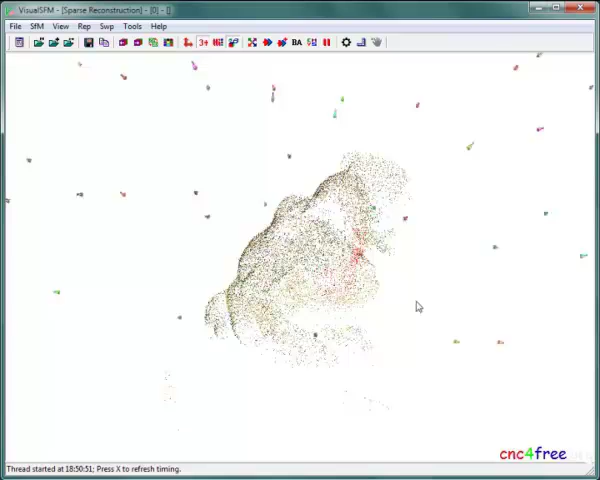 VisualSFM - [Sparse Reconstruction] - [0] - []
File SfM View Rep Swp Tools Help
3+ BA
cnc4free
Thread started at 18:50:51; Press X to refresh timing.